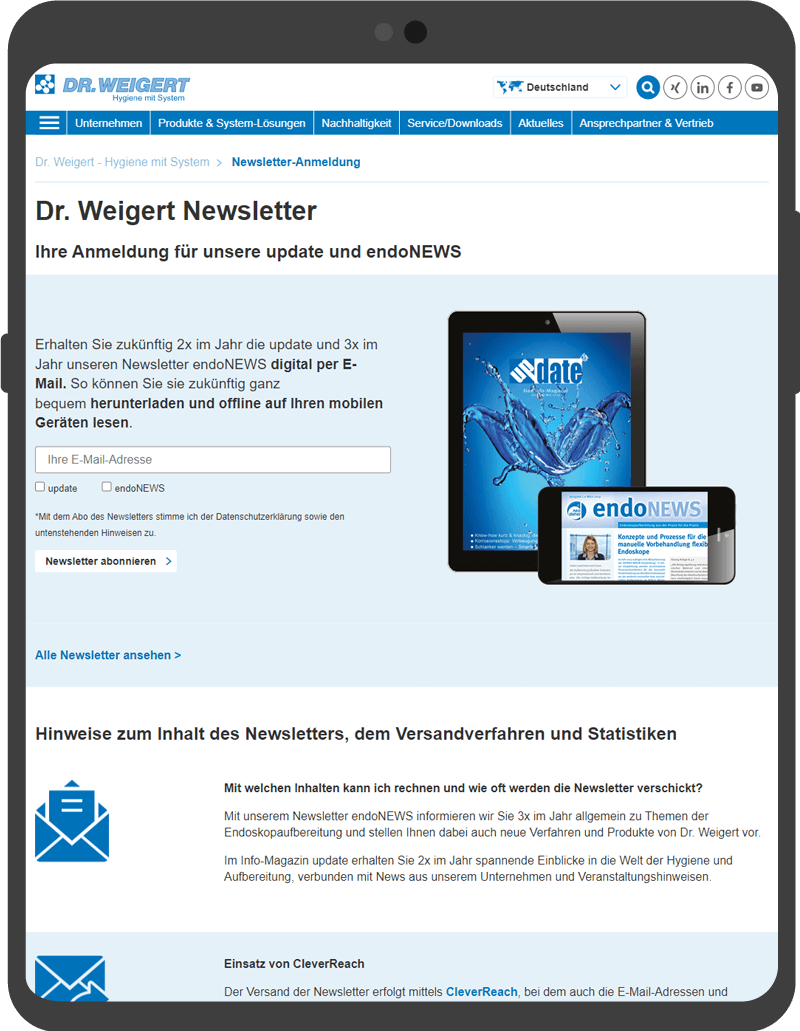 DR.WEIGERT
Hygiene mit System
Deutschland
Unternehmen
Produkte & System-Lösungen
Nachhaltigkeit
Service/Downloads
Aktuelles
Ansprechpartner & Vertrieb
Dr. Weigert - Hygiene mit System > Newsletter-Anmeldung
Dr. Weigert Newsletter
Ihre Anmeldung für unsere update und endoNEWS
Erhalten Sie zukünftig 2x im Jahr die update und 3x im
Jahr unseren Newsletter endoNEWS digital per E-
Mail. So können Sie sie zukünftig ganz
bequem herunterladen und offline auf Ihren mobilen
Geräten lesen.
Ihre E-Mail-Adresse
update
endoNEWS
*Mit dem Abo des Newsletters stimme ich der Datenschutzerklärung sowie den
untenstehenden Hinweisen zu.
Newsletter abonnieren >
update
endoNEWS
Konzepte und Prozesse für die
manuelle Vorbehandlung flexib
Endoskope
Alle Newsletter ansehen >
Hinweise zum Inhalt des Newsletters, dem Versandverfahren und Statistiken
Mit welchen Inhalten kann ich rechnen und wie oft werden die Newsletter verschickt?
Mit unserem Newsletter endoNEWS informieren wir Sie 3x im Jahr allgemein zu Themen der
Endoskopaufbereitung und stellen Ihnen dabei auch neue Verfahren und Produkte von Dr. Weigert vor.
Im Info-Magazin update erhalten Sie 2x im Jahr spannende Einblicke in die Welt der Hygiene und
Aufbereitung, verbunden mit News aus unserem Unternehmen und Veranstaltungshinweisen.
Einsatz von CleverReach
Der Versand der Newsletter erfolgt mittels CleverReach, bei dem auch die E-Mail-Adressen und